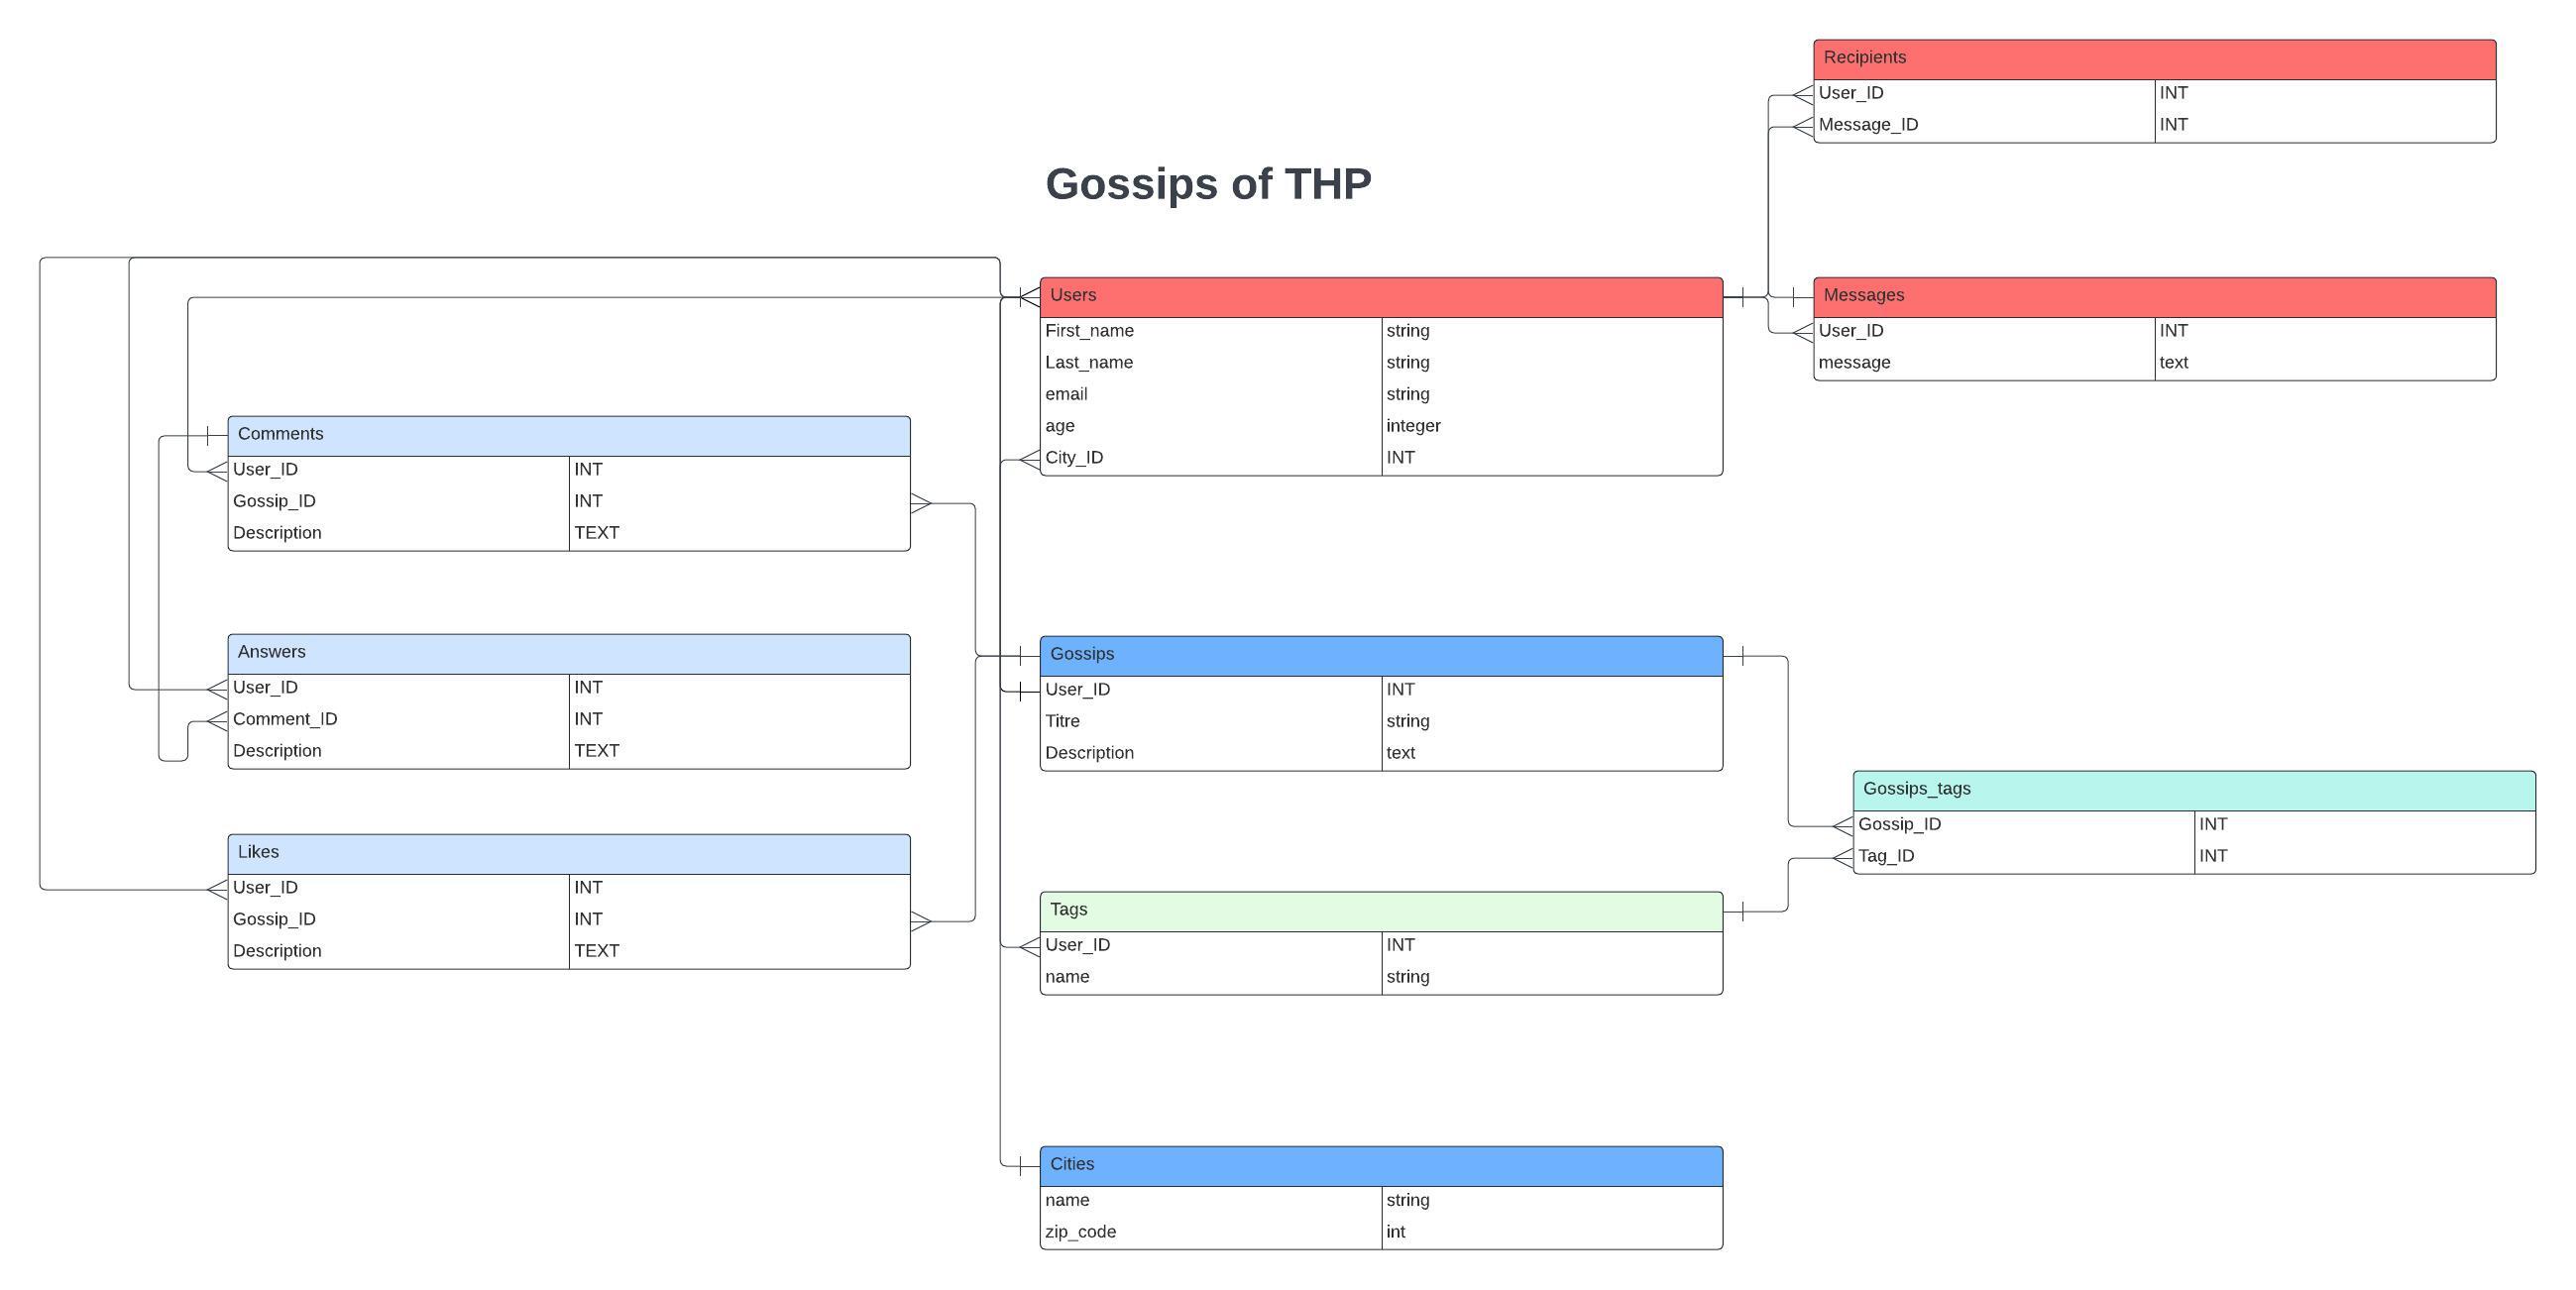 Gossips of THP
Recipients
User_ID INT
Message_ID INT
Users
First_name string
Last_name string
email string
age integer
City_ID INT
Messages
User_ID INT
message text
Comments
User_ID INT
Gossip_ID INT
Description TEXT
Answers
User_ID INT
Comment_ID INT
Description TEXT
Likes
User_ID INT
Gossip_ID INT
Description TEXT
Gossips
User_ID INT
Titre string
Description text
Gossips_tags
Gossip_ID INT
Tag_ID INT
Tags
User_ID INT
name string
Cities
name string
zip_code int